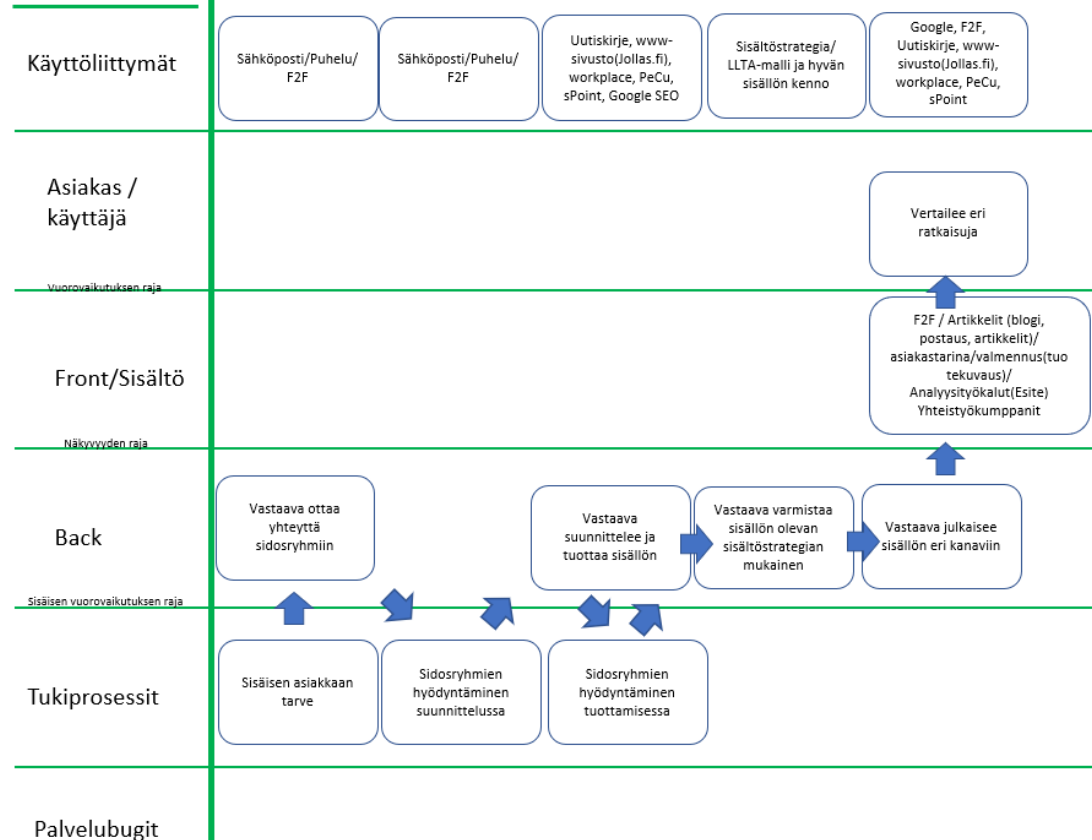 Käyttöliittymät
Sähköposti/Puhelu/
F2F
Sähköposti/Puhelu/
F2F
Uutiskirje, www-
sivusto(Jollas.fi),
workplace, PeCu,
sPoint, Google SEO
Sisältöstrategia/
LLTA-malli ja hyvän
sisällön kenno
Google, F2F,
Uutiskirje, www-
sivusto(Jollas.fi),
workplace, PeCu,
sPoint
Asiakas /
käyttäjä
Vertailee eri
ratkaisuja
Vuorovaikutuksen raja
Front/Sisältö
F2F / Artikkelit (blogi,
postaus, artikkelit)/
asiakastarina/valmennus(tuo
tekuvaus)/
Analyysityökalut(Esite)
Yhteistyökumppanit
Näkyvyyden raja
Back
Vastaava ottaa
yhteyttä
sidosryhmiin
Vastaava
suunnittelee ja
tuottaa sisällön
Vastaava varmistaa
sisällön olevan
sisältöstrategian
mukainen
Vastaava julkaisee
sisällön eri kanaviin
Sisäisen vuorovaikutuksen raja
Tukiprosessit
Sisäisen asiakkaan
tarve
Sidosryhmien
hyödyntäminen
suunnittelussa
Sidosryhmien
hyödyntäminen
tuottamisessa
Palvelubugit